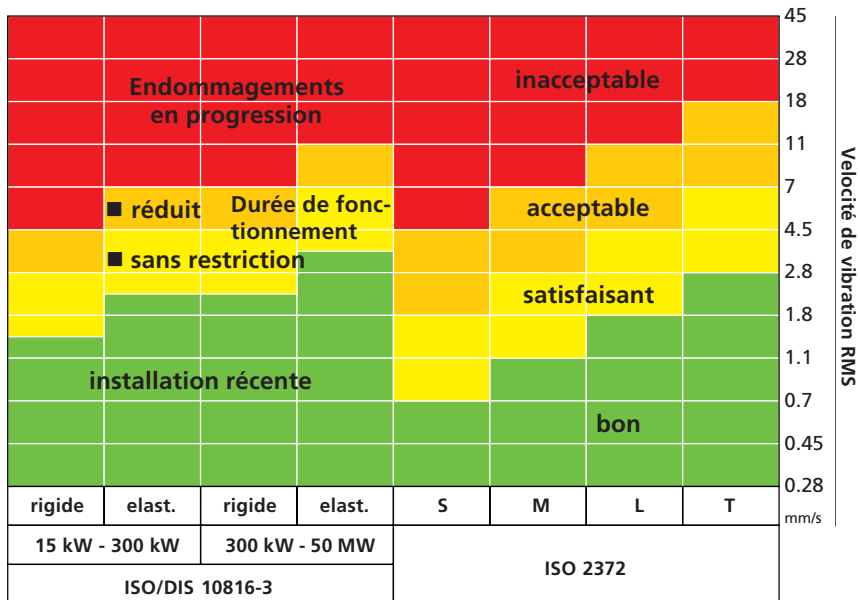 45
28
18
11
7
4.5
2.8
1.8
1.1
0.7
0.45
0.28
mm/s
Velocité de vibration RMS
Endommagements
en progression
inacceptable
■ réduit
Durée de fonc-
tionnement
acceptable
■ sans restriction
satisfaisant
installation récente
bon
rigide elast. rigide elast. S M L T
15 kW - 300 kW 300 kW - 50 MW
ISO/DIS 10816-3
ISO 2372